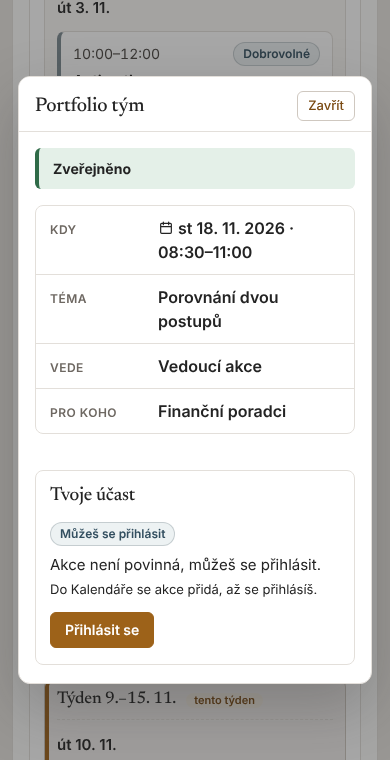 út 3. 11.
10:00–12:00
Dobrovolné
Portfolio tým
Zavřít
Zveřejněno
KDY
st 18. 11. 2026 ·
08:30–11:00
TÉMA
Porovnání dvou
postupů
VEDE
Vedoucí akce
PRO KOHO
Finanční poradci
Tvoje účast
Můžeš se přihlásit
Akce není povinná, můžeš se přihlásit.
Do Kalendáře se akce přidá, až se přihlásíš.
Přihlásit se
Týden 9.–15. 11.
tento týden
út 10. 11.